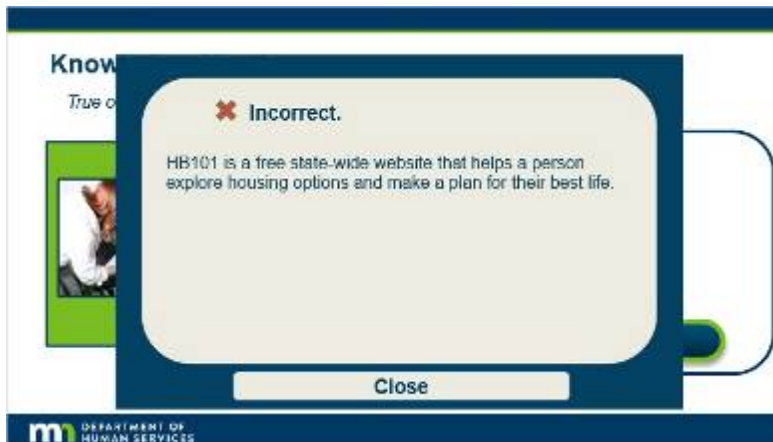 Know
True o
Incorrect.
HB101 is a free state-wide website that helps a person
explore housing options and make a plan for their best life.
Close
DEPARTMENT OF
HUMAN SERVICES